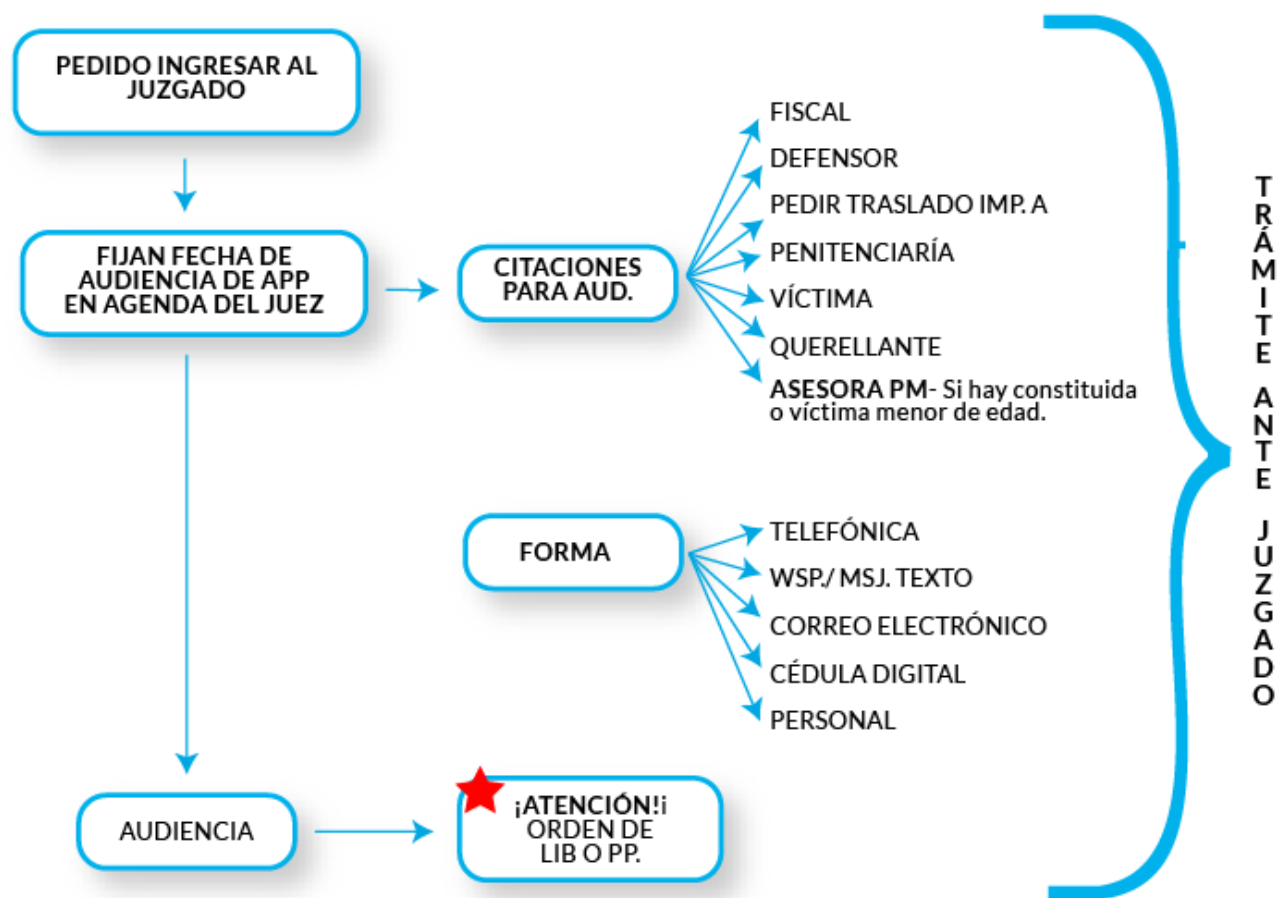 PEDIDO INGRESAR AL
JUZGADO
FIJAN FECHA DE
AUDIENCIA DE APP
EN AGENDA DEL JUEZ
CITACIONES
PARA AUD.
FISCAL
DEFENSOR
PEDIR TRASLADO IMP. A
PENITENCIARÍA
VÍCTIMA
QUERELLANTE
ASESORA PM- Si hay constituida
o víctima menor de edad.
FORMA
TELEFÓNICA
WSP./ MSJ. TEXTO
CORREO ELECTRÓNICO
CÉDULA DIGITAL
PERSONAL
AUDIENCIA
¡ATENCIÓN!¡
ORDEN DE
LIB O PP.
TRÁMITE ANTE JUZGADO